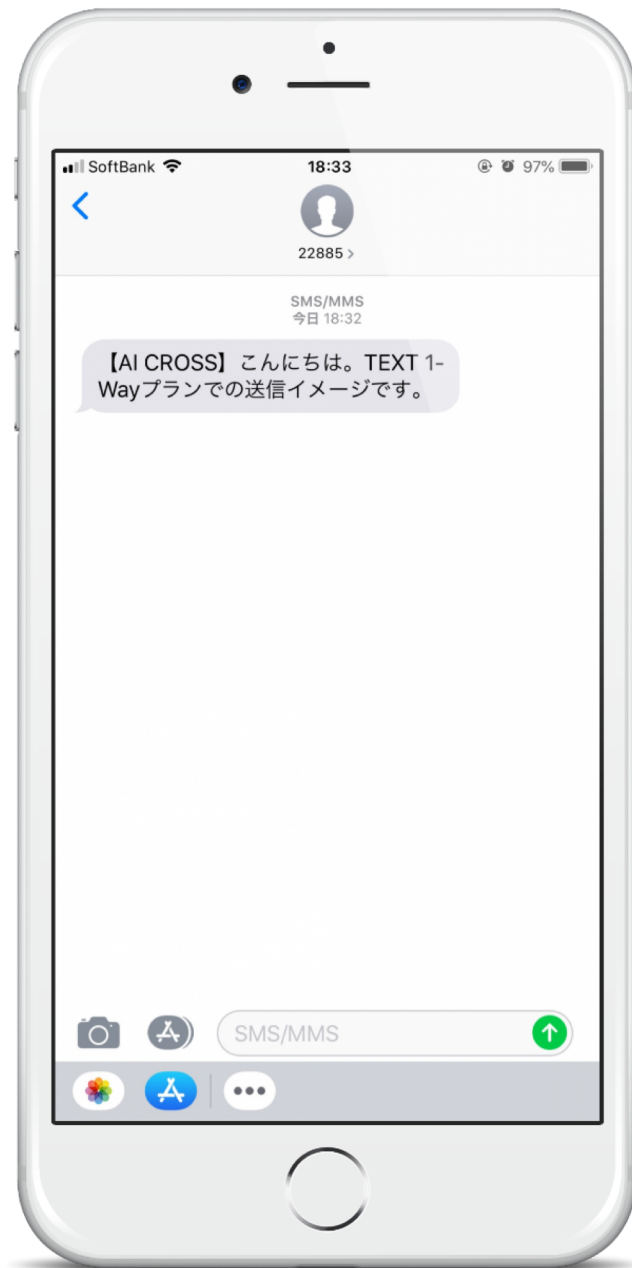 SoftBank 18:33 97%
22885 >
SMS/MMS
今日 18:32
【AI CROSS】こんにちは。TEXT 1-
Wayプランでの送信イメージです。
SMS/MMS